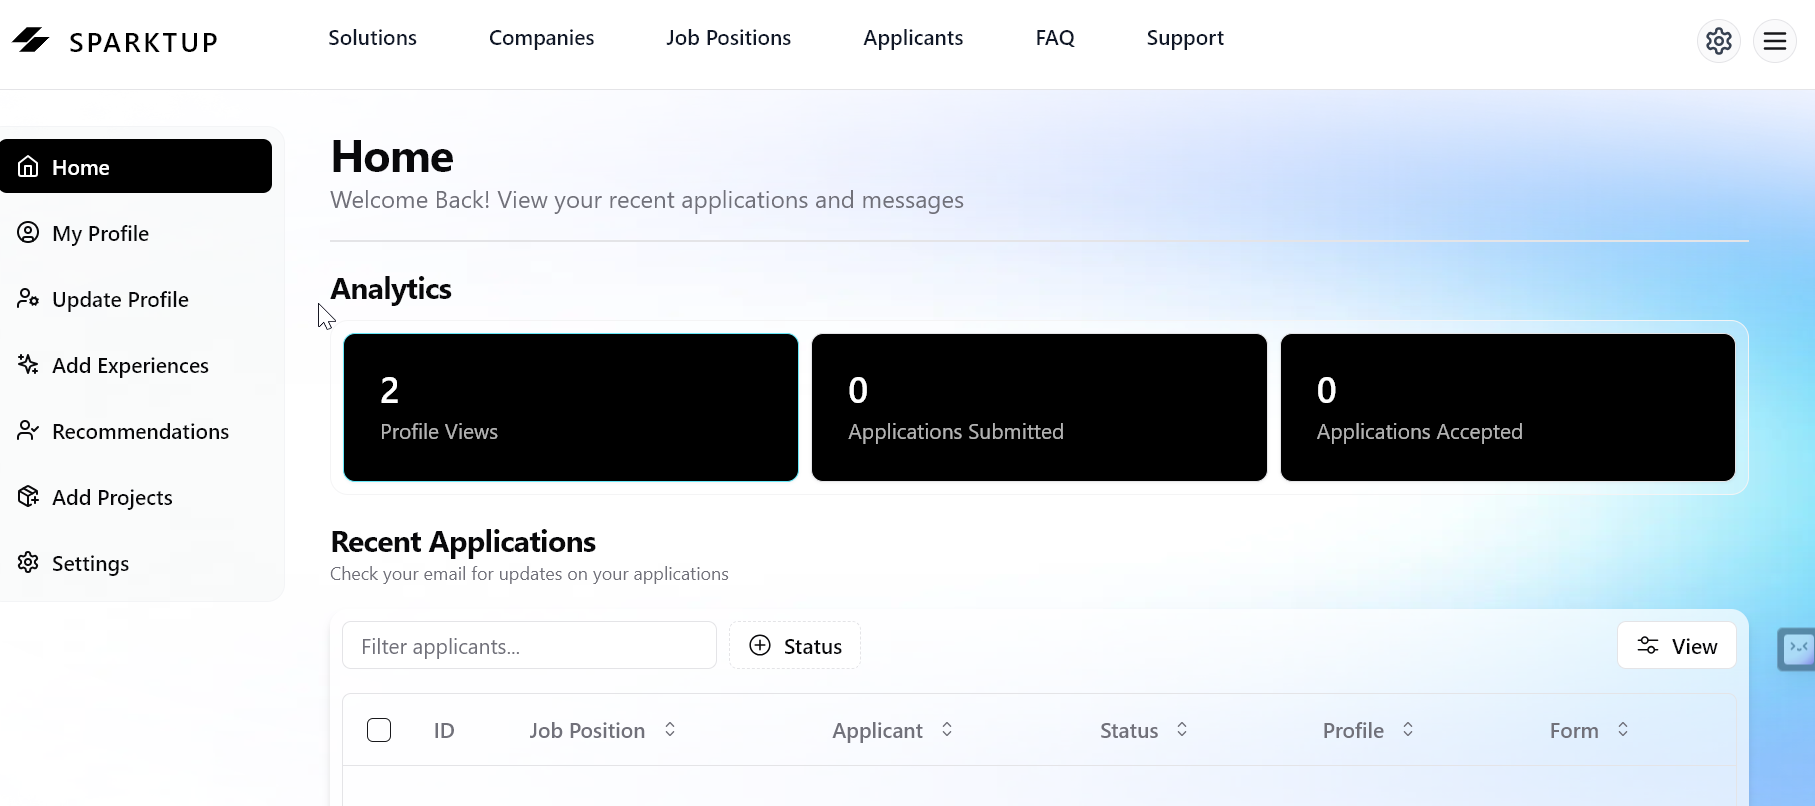 SPARKTUP
Solutions
Companies
Job Positions
Applicants
FAQ
Support
Home
My Profile
Update Profile
Add Experiences
Recommendations
Add Projects
Settings
Home
Welcome Back! View your recent applications and messages
Analytics
2
Profile Views
0
Applications Submitted
0
Applications Accepted
Recent Applications
Check your email for updates on your applications
Filter applicants...
Status
View
ID
Job Position
Applicant
Status
Profile
Form